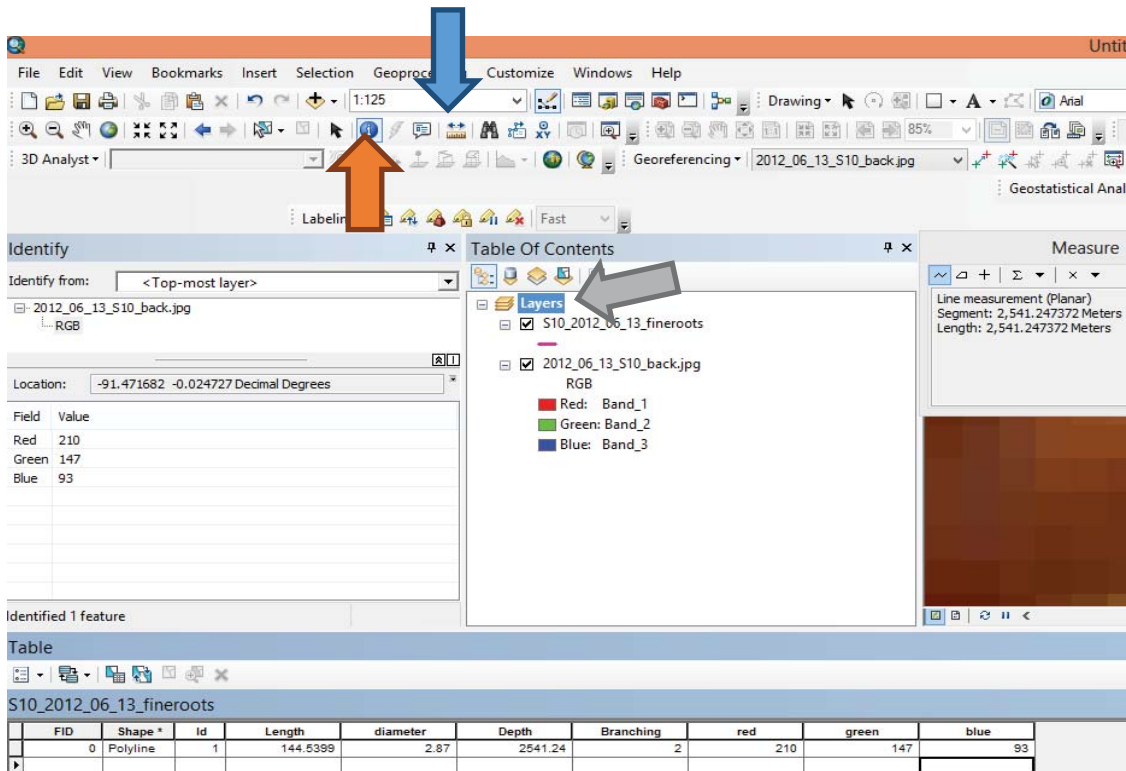 Untit
File Edit View Bookmarks Insert Selection Customize Windows Help
1:125 Drawing A Arial
XY 85%
3D Analyst Georeferencing 2012_06_13_S10_back.jpg
Geostatistical Anal
Fast
Identify Table Of Contents Measure
Identify from: <Top-most layer>
2012_06_13_S10_back.jpg
RGB
Layers
S10_2012_06_13_fineroots
2012_06_13_S10_back.jpg
RGB
Red: Band_1
Green: Band_2
Blue: Band_3
Line measurement (Planar)
Segment: 2,541.247372 Meters
Length: 2,541.247372 Meters
Location: -91.471682 -0.024727 Decimal Degrees
Field Value
Red 210
Green 147
Blue 93
Identified 1 feature
Table
S10_2012_06_13_fineroots
FID Shape * Id Length diameter Depth Branching red green blue
0 Polyline 1 144.5399 2.87 2541.24 2 210 147 93